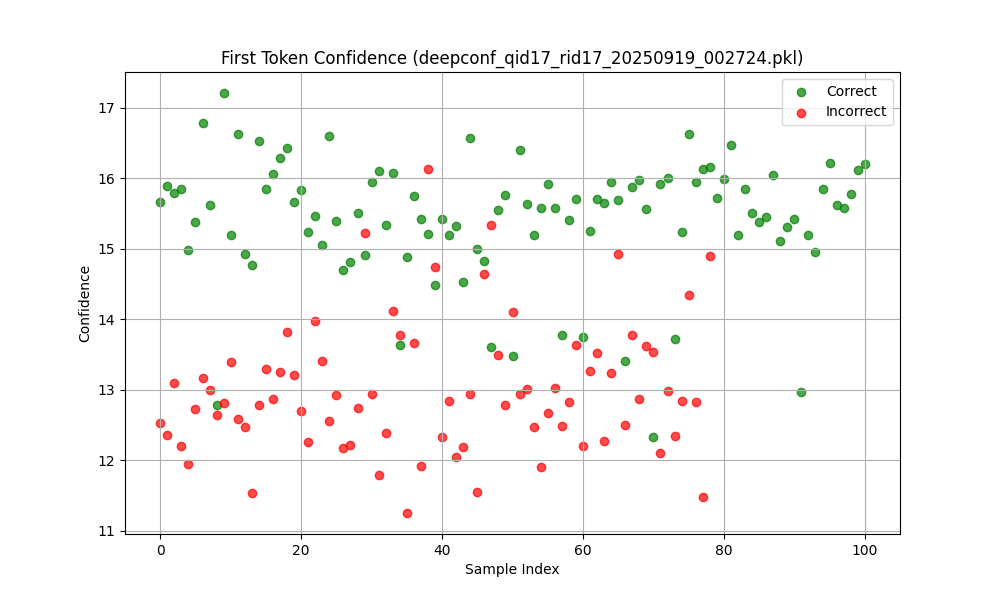 First Token Confidence (deepconf_qid17_rid17_20250919_002724.pkl)
Correct
Incorrect
17
16
15
14
13
12
11
Confidence
0 20 40 60 80 100
Sample Index